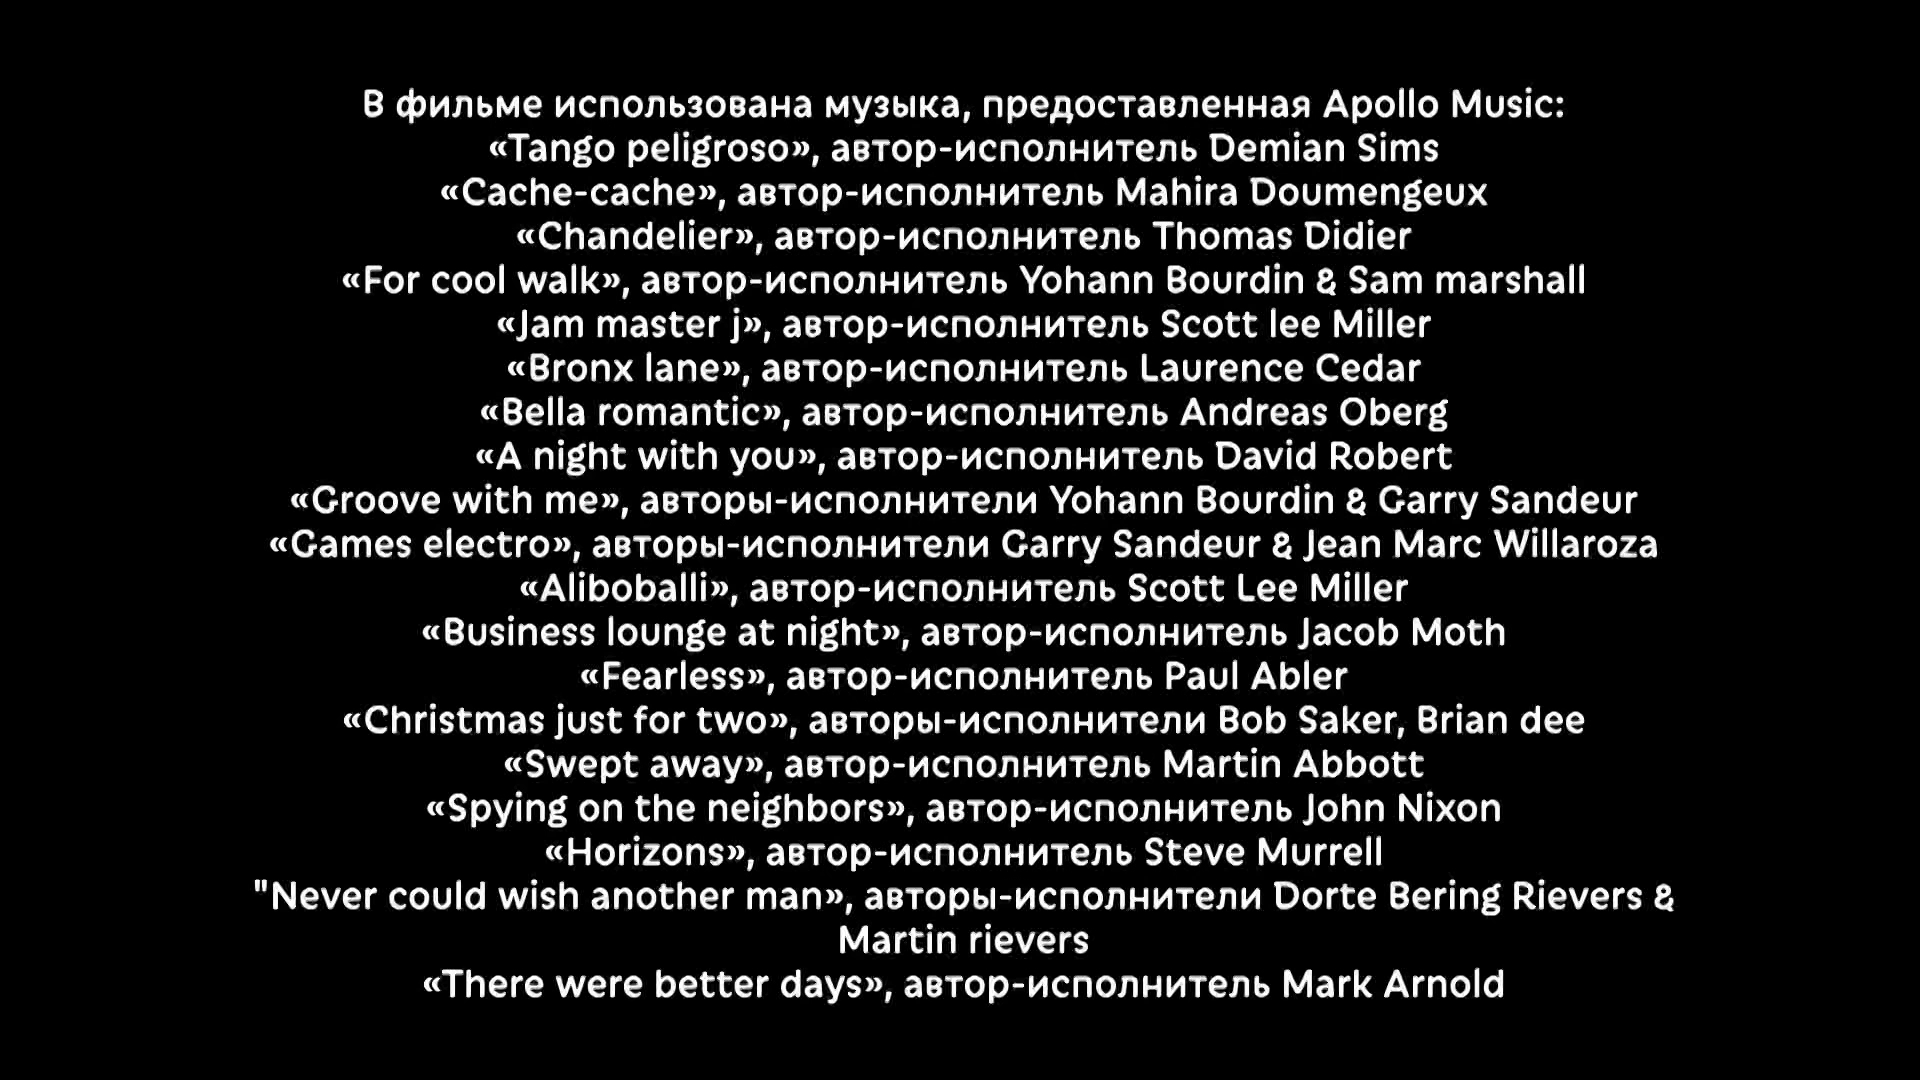 В фильме использована музыка, предоставленная Apollo Music:
«Tango peligroso», автор-исполнитель Demian Sims
«Cache-cache», автор-исполнитель Mahira Doumengeux
«Chandelier», автор-исполнитель Thomas Didier
«For cool walk», автор-исполнитель Yohann Bourdin & Sam marshall
«Jam master j», автор-исполнитель Scott lee Miller
«Bronx lane», автор-исполнитель Laurence Cedar
«Bella romantic», автор-исполнитель Andreas Oberg
«A night with you», автор-исполнитель David Robert
«Groove with me», авторы-исполнители Yohann Bourdin & Garry Sandeur
«Games electro», авторы-исполнители Garry Sandeur & Jean Marc Willaroza
«Aliboballi», автор-исполнитель Scott Lee Miller
«Business lounge at night», автор-исполнитель Jacob Moth
«Fearless», автор-исполнитель Paul Abler
«Christmas just for two», авторы-исполнители Bob Saker, Brian dee
«Swept away», автор-исполнитель Martin Abbott
«Spying on the neighbors», автор-исполнитель John Nixon
«Horizons», автор-исполнитель Steve Murrell
"Never could wish another man», авторы-исполнители Dorte Bering Rievers &
Martin rievers
«There were better days», автор-исполнитель Mark Arnold